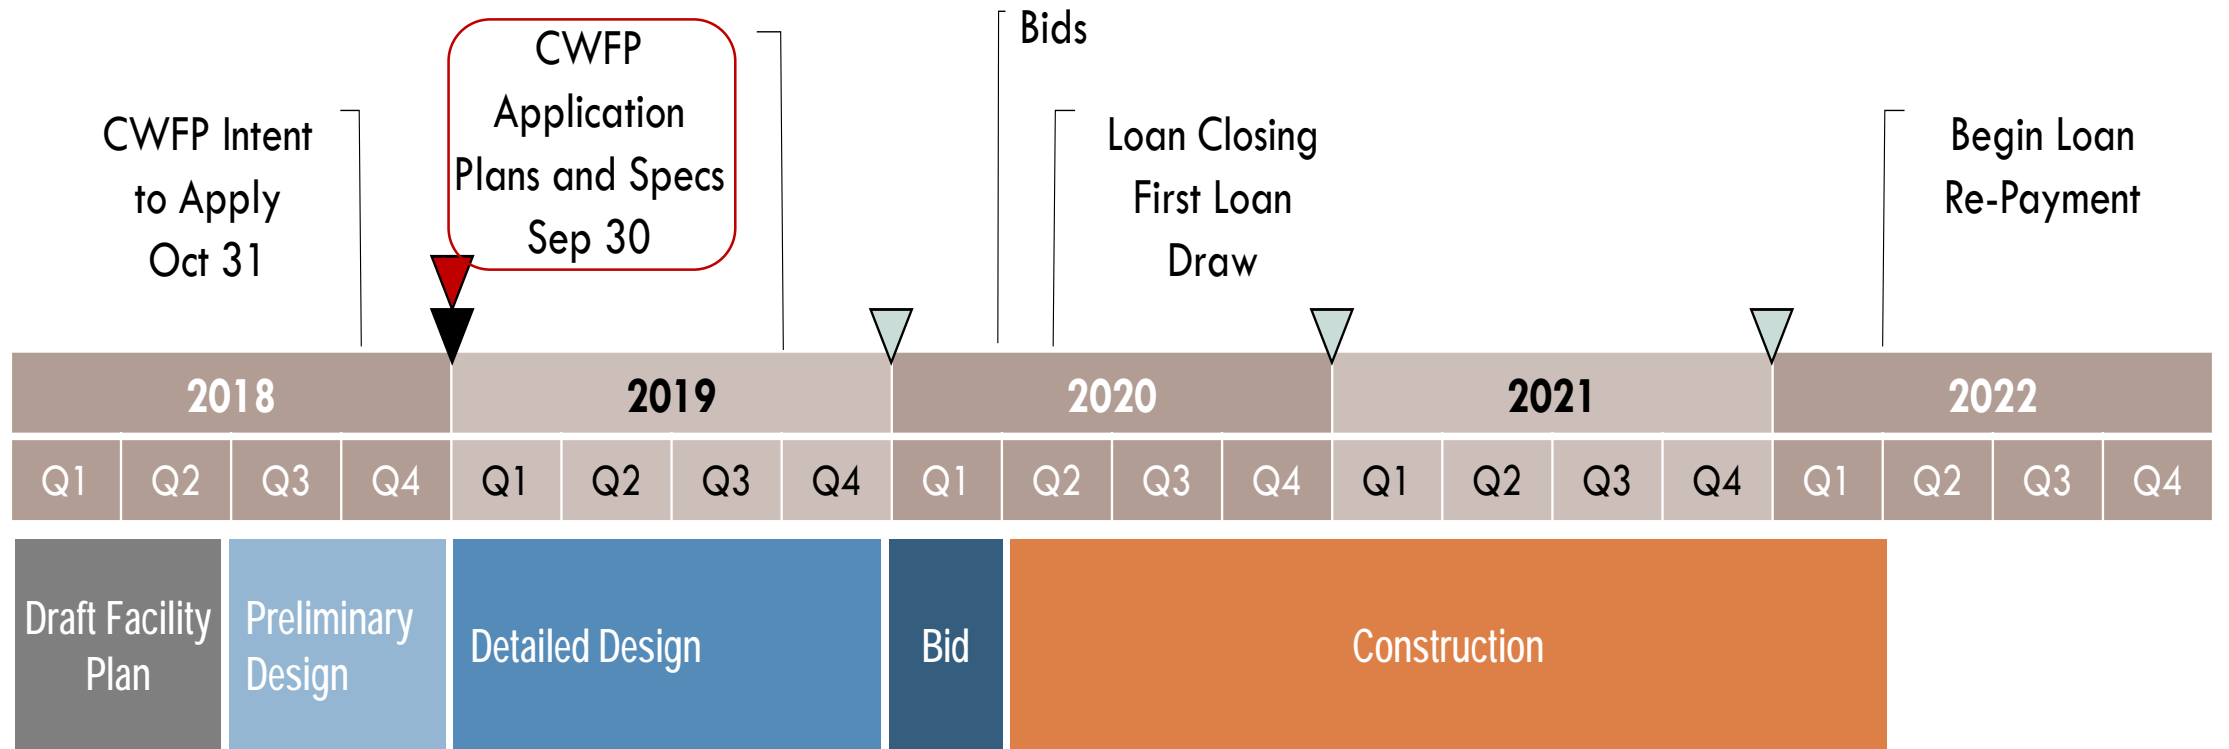 CWFP Intent
to Apply
Oct 31
CWFP
Application
Plans and Specs
Sep 30
Bids
Loan Closing
First Loan
Draw
Begin Loan
Re-Payment
2018 2019 2020 2021 2022
Q1 Q2 Q3 Q4 Q1 Q2 Q3 Q4 Q1 Q2 Q3 Q4 Q1 Q2 Q3 Q4 Q1 Q2 Q3 Q4
Draft Facility
Plan
Preliminary
Design
Detailed Design
Bid
Construction